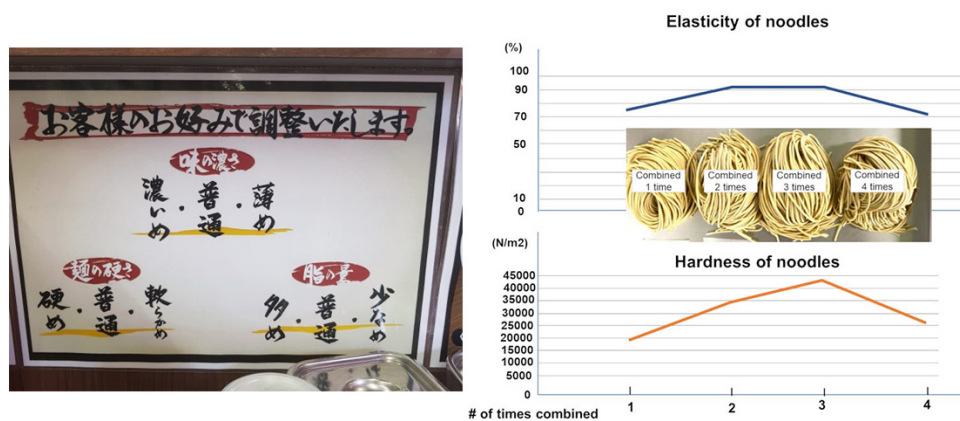 お客様のお好みで調整いたします。
味の濃さ
濃いめ・普通・薄め
麺の硬さ
硬め・普通・軟らかめ
脂の量
多め・普通・少なめ
Elasticity of noodles
(%)
100
90
70
50
10
0
Combined
1 time
Combined
2 times
Combined
3 times
Combined
4 times
(N/m2)
Hardness of noodles
45000
40000
35000
30000
25000
20000
15000
10000
5000
0
1 2 3 4
# of times combined